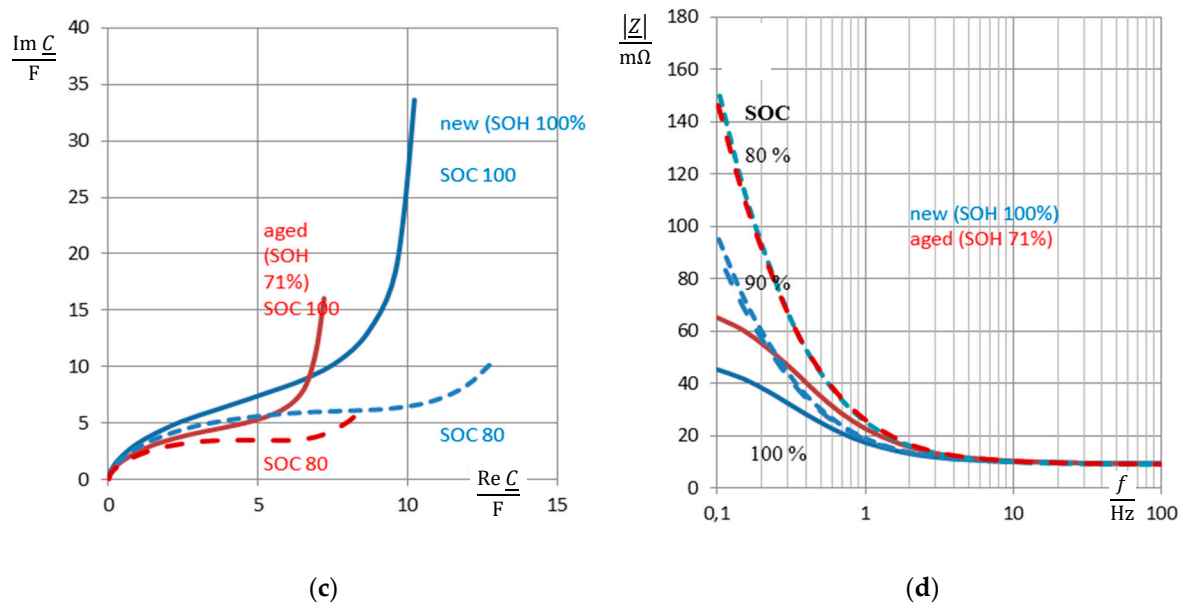 Im C
F
40
35
30
25
20
15
10
5
0
new (SOH 100%
SOC 100
aged
(SOH
71%)
SOC 100
SOC 80
SOC 80
Re C
F
0
5
10
15
(c)
|Z|
mΩ
180
160
140
120
100
80
60
40
20
0
SOC
80 %
90 %
100 %
new (SOH 100%)
aged (SOH 71%)
f
Hz
0,1
1
10
100
(d)